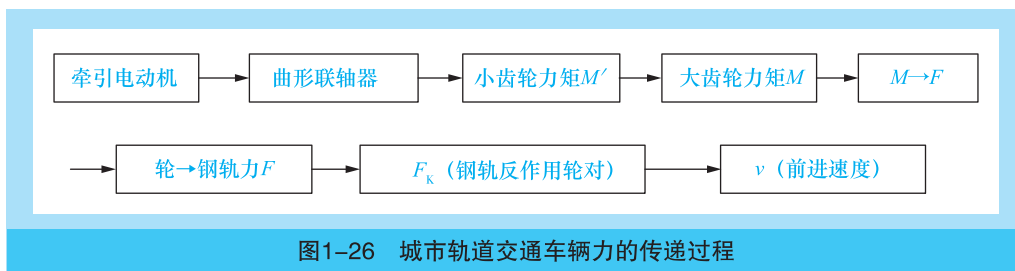 牵引电动机 曲形联轴器 小齿轮力矩M′ 大齿轮力矩M M→F
轮→钢轨力F F_K（钢轨反作用轮对） v（前进速度）
图1-26 城市轨道交通车辆力的传递过程